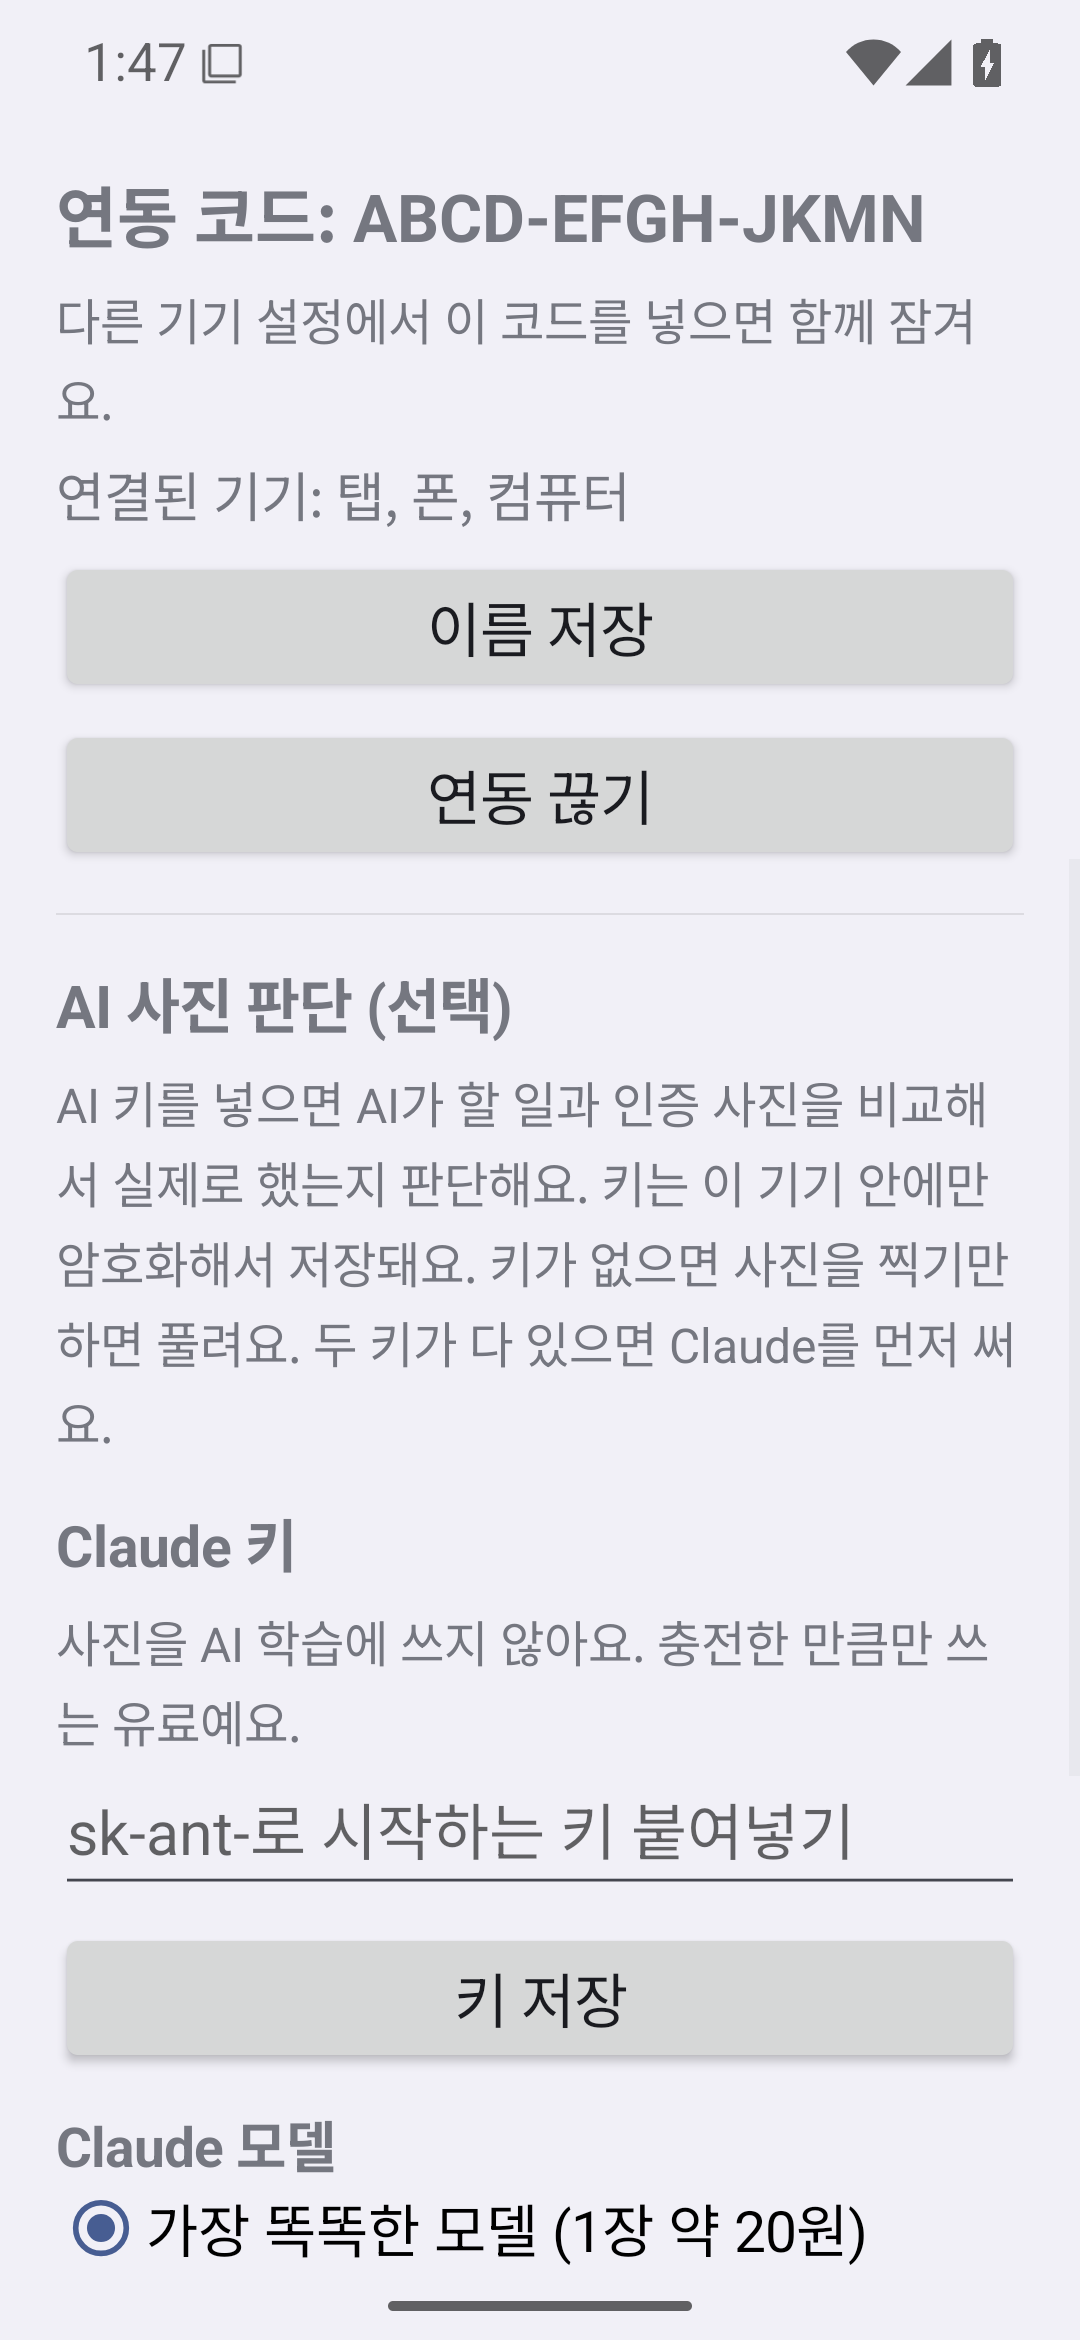 1:47
연동 코드: ABCD-EFGH-JKMN
다른 기기 설정에서 이 코드를 넣으면 함께 잠겨
요.
연결된 기기: 탭, 폰, 컴퓨터
이름 저장
연동 끊기
AI 사진 판단 (선택)
AI 키를 넣으면 AI가 할 일과 인증 사진을 비교해
서 실제로 했는지 판단해요. 키는 이 기기 안에만
암호화해서 저장돼요. 키가 없으면 사진을 찍기만
하면 풀려요. 두 키가 다 있으면 Claude를 먼저 써
요.
Claude 키
사진을 AI 학습에 쓰지 않아요. 충전한 만큼만 쓰
는 유료예요.
sk-ant-로 시작하는 키 붙여넣기
키 저장
Claude 모델
가장 똑똑한 모델 (1장 약 20원)